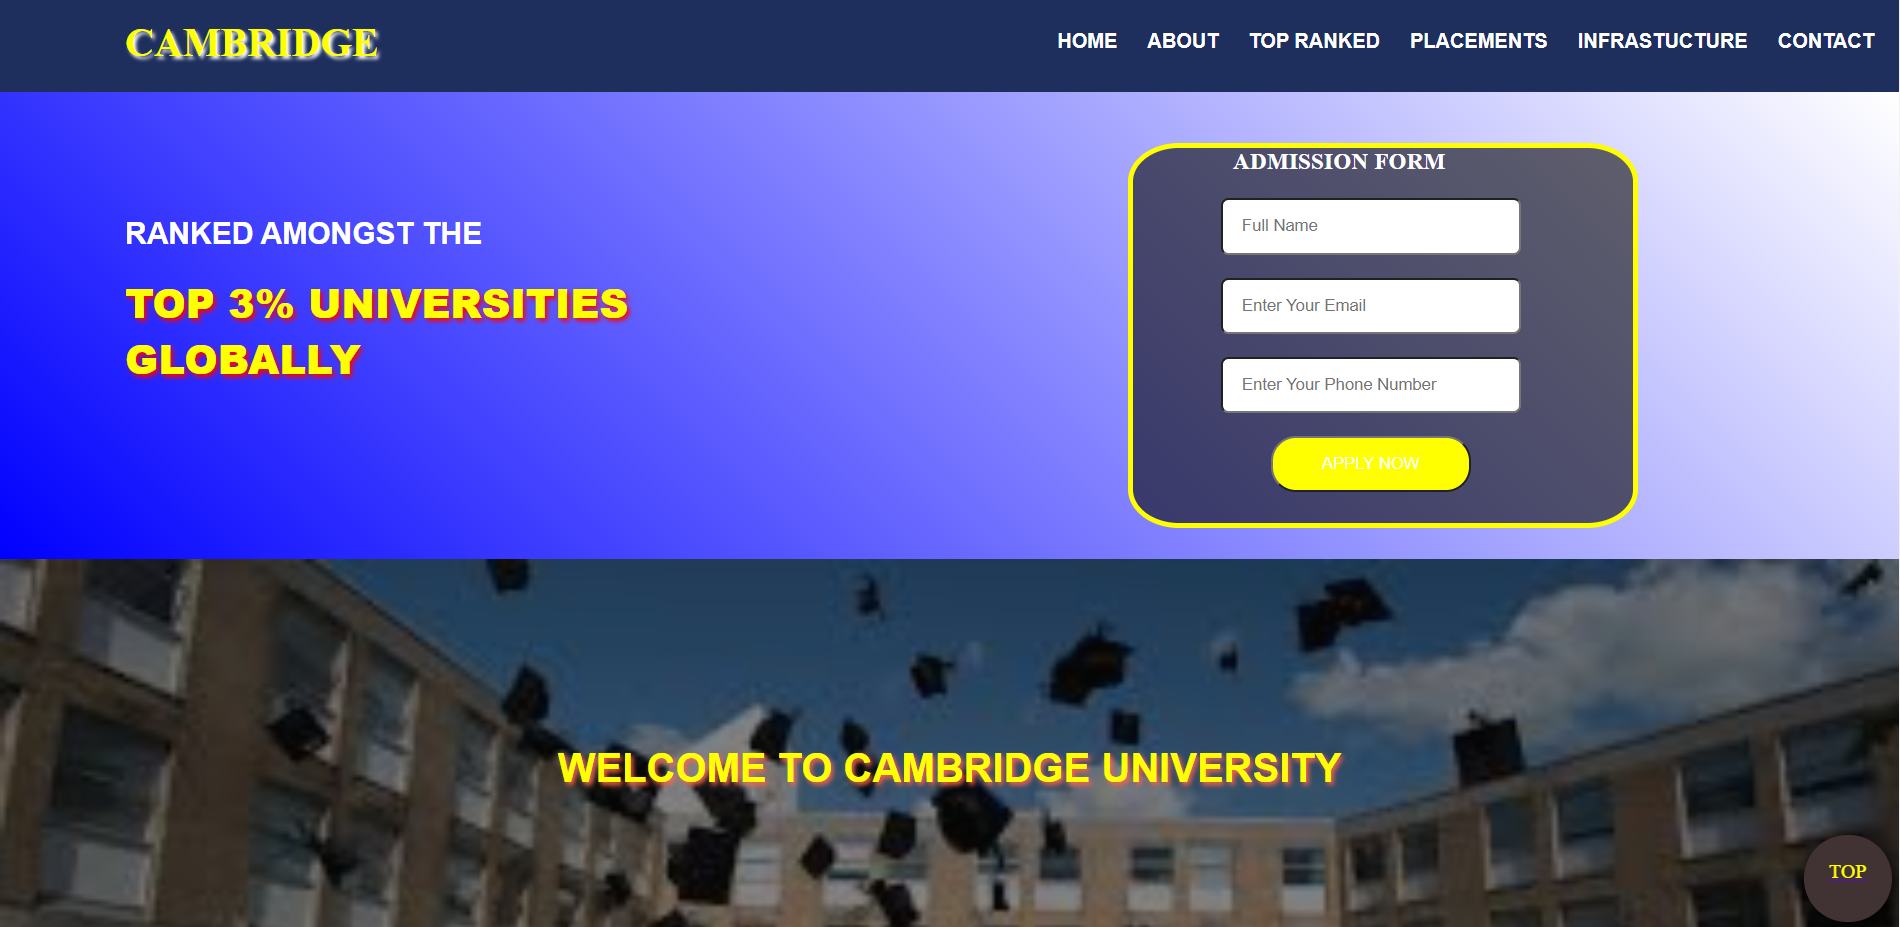 CAMBRIDGE
HOME ABOUT TOP RANKED PLACEMENTS INFRASTUCTURE CONTACT
RANKED AMONGST THE
TOP 3% UNIVERSITIES
GLOBALLY
ADMISSION FORM
Full Name
Enter Your Email
Enter Your Phone Number
APPLY NOW
WELCOME TO CAMBRIDGE UNIVERSITY
TOP